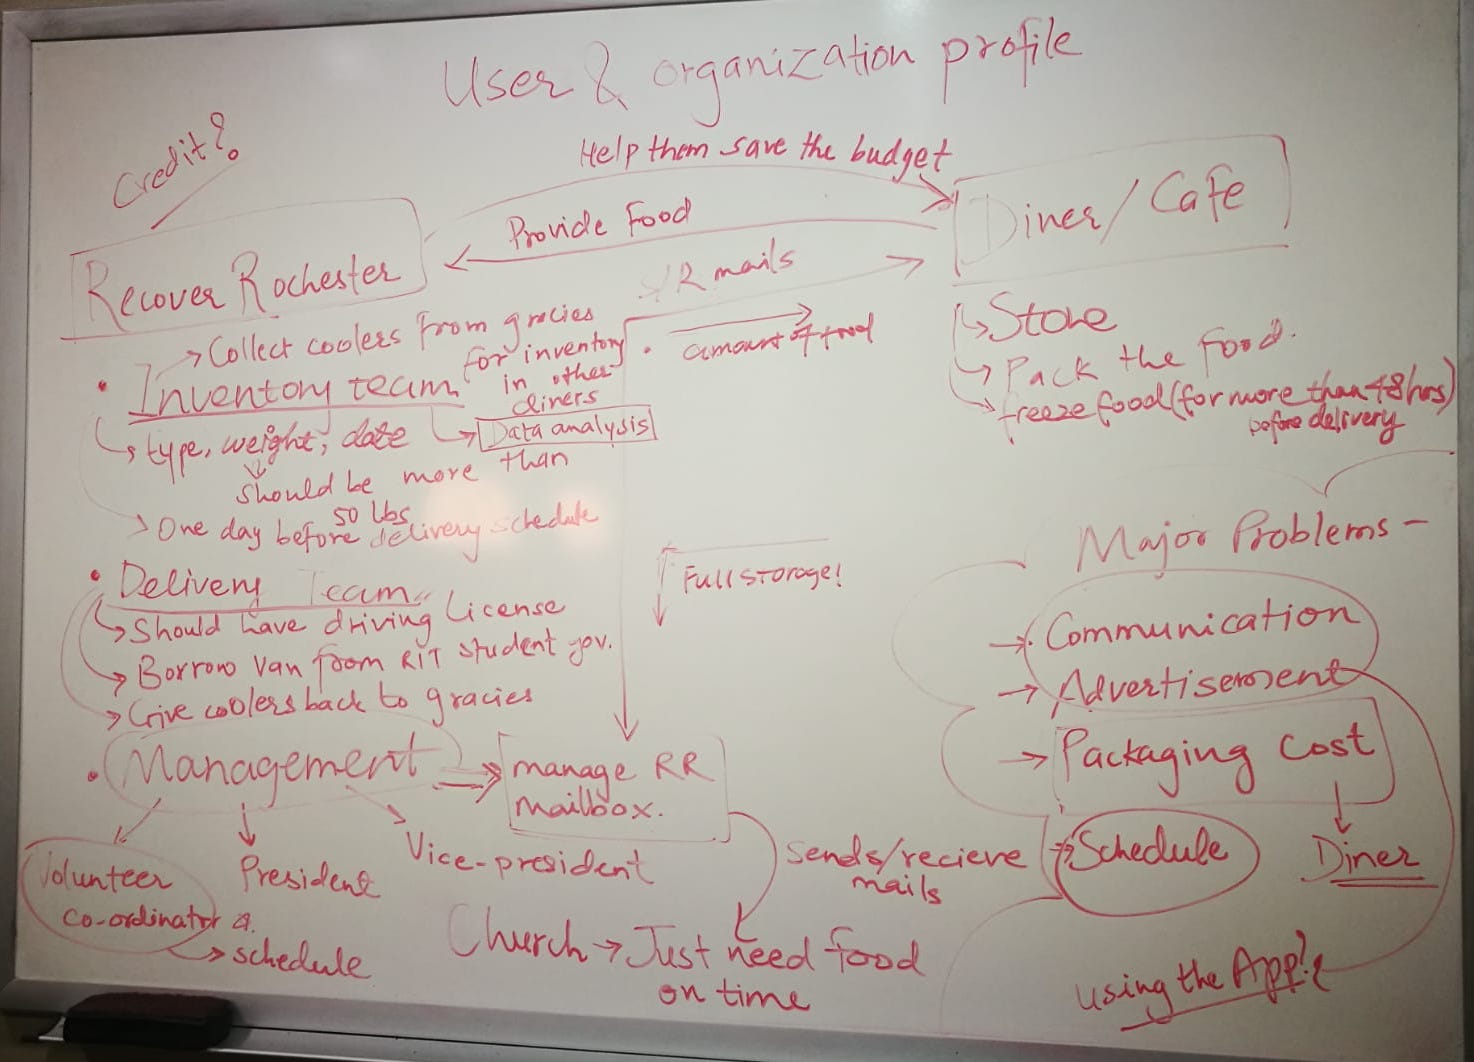 User & organization profile
Credit?
Help them save the budget
Diner/Cafe
Provide Food
Recover Rochester
R mails
→ Collect coolers from gracies
for inventory
in other
diners
amount of food
→ Store
→ Pack the food.
→ freeze food (for more than 48 hrs)
before delivery
• Inventory team
→ type, weight, date
→ Data analysis
should be more than
50 lbs
→ One day before delivery schedule
Major Problems -
• Delivery Team
→ Should have driving License
→ Borrow van from RIT student gov.
→ Give coolers back to gracies
Full storage!
→ Communication
→ Advertisement
→ Packaging Cost
→ Schedule
Diner
• Management
manage RR
mailbox.
Volunteer
co-ordinator
→ schedule
President
Vice-president
sends/recieve
mails
Church → Just need food
on time
using the App?